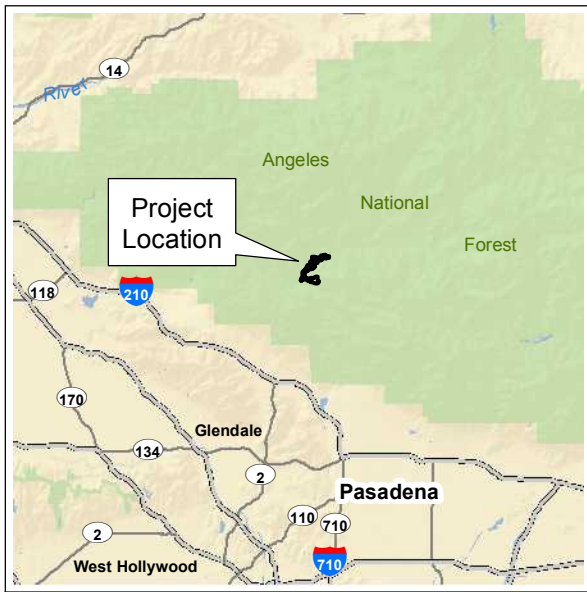 14
River
Angeles
National
Forest
Project
Location
118
210
170
Glendale
134
2
Pasadena
110
710
2
West Hollywood
710